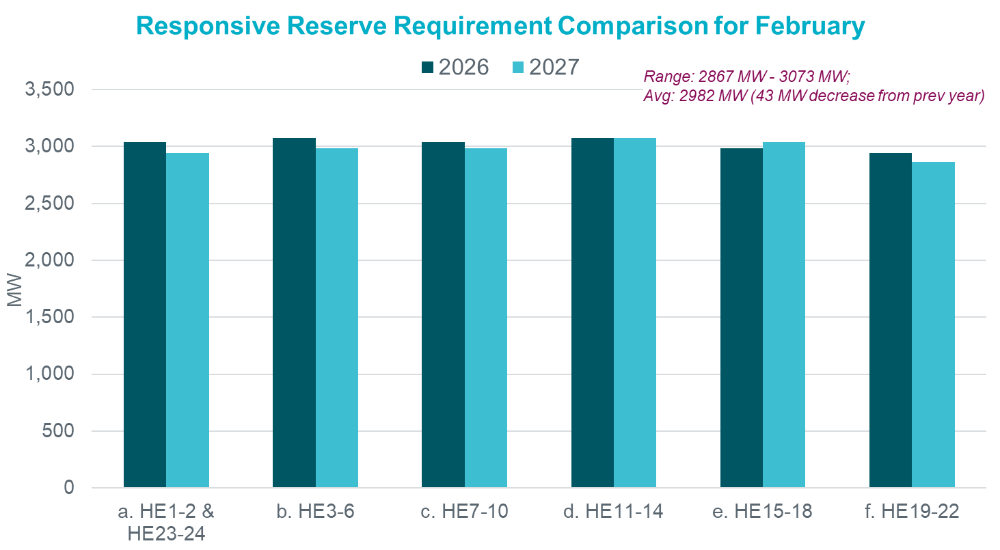 Responsive Reserve Requirement Comparison for February
2026 2027
Range: 2867 MW - 3073 MW;
Avg: 2982 MW (43 MW decrease from prev year)
3,500
3,000
2,500
2,000
1,500
1,000
500
0
MW
a. HE1-2 &
HE23-24
b. HE3-6
c. HE7-10
d. HE11-14
e. HE15-18
f. HE19-22